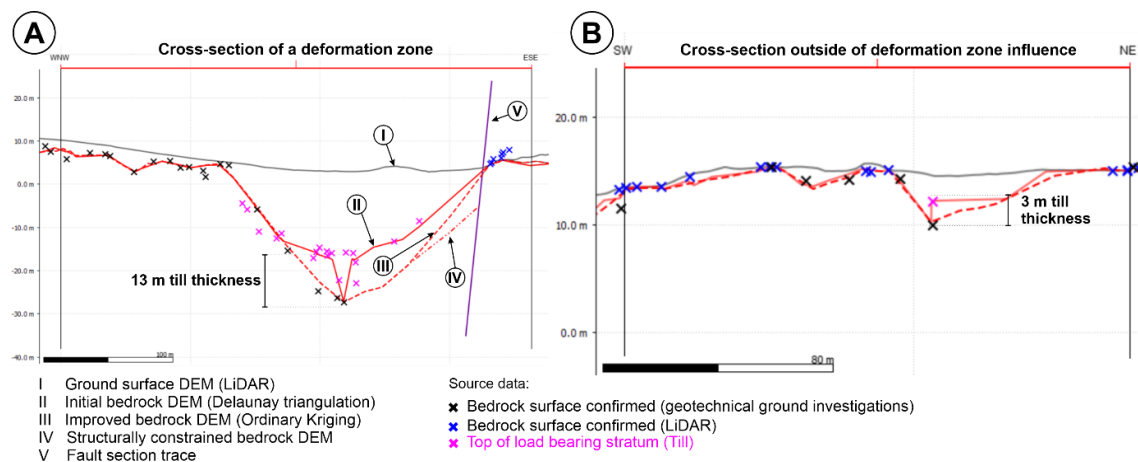 A
Cross-section of a deformation zone
WNW
ESE
20.0 m
10.0 m
0.0 m
-10.0 m
-20.0 m
-30.0 m
-40.0 m
I
II
III
IV
V
13 m till thickness
100 m
B
Cross-section outside of deformation zone influence
SW
NE
20.0 m
10.0 m
0.0 m
3 m till
thickness
80 m
I Ground surface DEM (LiDAR)
II Initial bedrock DEM (Delaunay triangulation)
III Improved bedrock DEM (Ordinary Kriging)
IV Structurally constrained bedrock DEM
V Fault section trace
Source data:
Bedrock surface confirmed (geotechnical ground investigations)
Bedrock surface confirmed (LiDAR)
Top of load bearing stratum (Till)